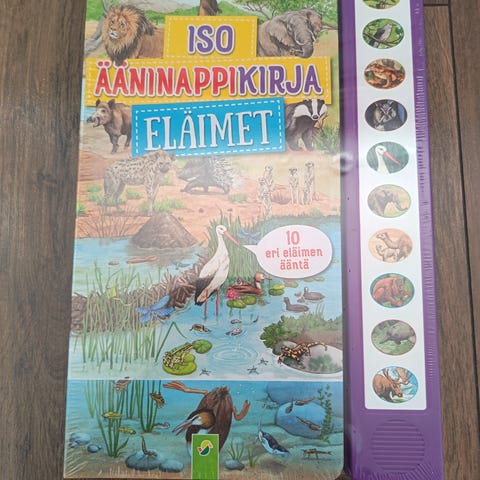 ISO
ÄÄNINAPPIKIRJA
ELÄIMET
10
eri eläimen
ääntä